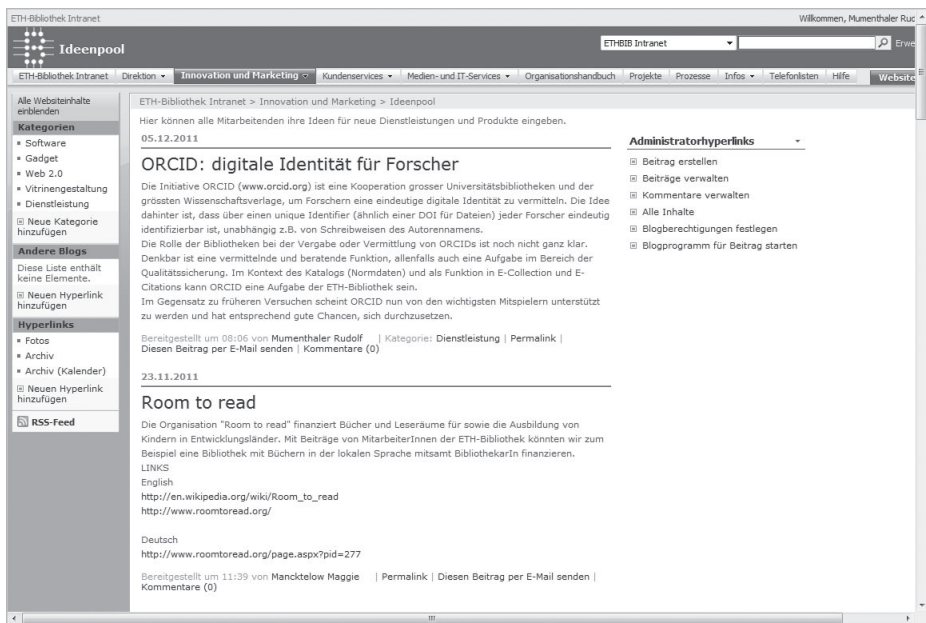 ETH-Bibliothek Intranet
Willkommen, Mumenthaler Ruc
Ideenpool
ETHBIB Intranet
Erwe
ETH-Bibliothek Intranet Direktion Innovation und Marketing Kundenservices Medien- und IT-Services Organisationshandbuch Projekte Prozesse Infos Telefonlisten Hilfe Website
Alle Websiteinhalte
einblenden
Kategorien
Software
Gadget
Web 2.0
Vitrinengestaltung
Dienstleistung
Neue Kategorie
hinzufügen
Andere Blogs
Diese Liste enthält
keine Elemente.
Neuen Hyperlink
hinzufügen
Hyperlinks
Fotos
Archiv
Archiv (Kalender)
Neuen Hyperlink
hinzufügen
RSS-Feed
ETH-Bibliothek Intranet > Innovation und Marketing > Ideenpool
Hier können alle Mitarbeitenden ihre Ideen für neue Dienstleistungen und Produkte eingeben.
05.12.2011
ORCID: digitale Identität für Forscher
Die Initiative ORCID (www.orcid.org) ist eine Kooperation grosser Universitätsbibliotheken und der
grössten Wissenschaftsverlage, um Forschern eine eindeutige digitale Identität zu vermitteln. Die Idee
dahinter ist, dass über einen unique Identifier (ähnlich einer DOI für Dateien) jeder Forscher eindeutig
identifizierbar ist, unabhängig z.B. von Schreibweisen des Autorennamens.
Die Rolle der Bibliotheken bei der Vergabe oder Vermittlung von ORCIDs ist noch nicht ganz klar.
Denkbar ist eine vermittelnde und beratende Funktion, allenfalls auch eine Aufgabe im Bereich der
Qualitätssicherung. Im Kontext des Katalogs (Normdaten) und als Funktion in E-Collection und E-
Citations kann ORCID eine Aufgabe der ETH-Bibliothek sein.
Im Gegensatz zu früheren Versuchen scheint ORCID nun von den wichtigsten Mitspielern unterstützt
zu werden und hat entsprechend gute Chancen, sich durchzusetzen.
Bereitgestellt um 08:06 von Mumenthaler Rudolf | Kategorie: Dienstleistung | Permalink |
Diesen Beitrag per E-Mail senden | Kommentare (0)
23.11.2011
Room to read
Die Organisation "Room to read" finanziert Bücher und Leseräume für sowie die Ausbildung von
Kindern in Entwicklungsländer. Mit Beiträge von MitarbeiterInnen der ETH-Bibliothek könnten wir zum
Beispiel eine Bibliothek mit Büchern in der lokalen Sprache mitsamt BibliothekarIn finanzieren.
LINKS
English
http://en.wikipedia.org/wiki/Room_to_read
http://www.roomtoread.org/
Deutsch
http://www.roomtoread.org/page.aspx?pid=277
Bereitgestellt um 11:39 von Mancktelow Maggie | Permalink | Diesen Beitrag per E-Mail senden |
Kommentare (0)
Administratorhyperlinks
Beitrag erstellen
Beiträge verwalten
Kommentare verwalten
Alle Inhalte
Blogberechtigungen festlegen
Blogprogramm für Beitrag starten